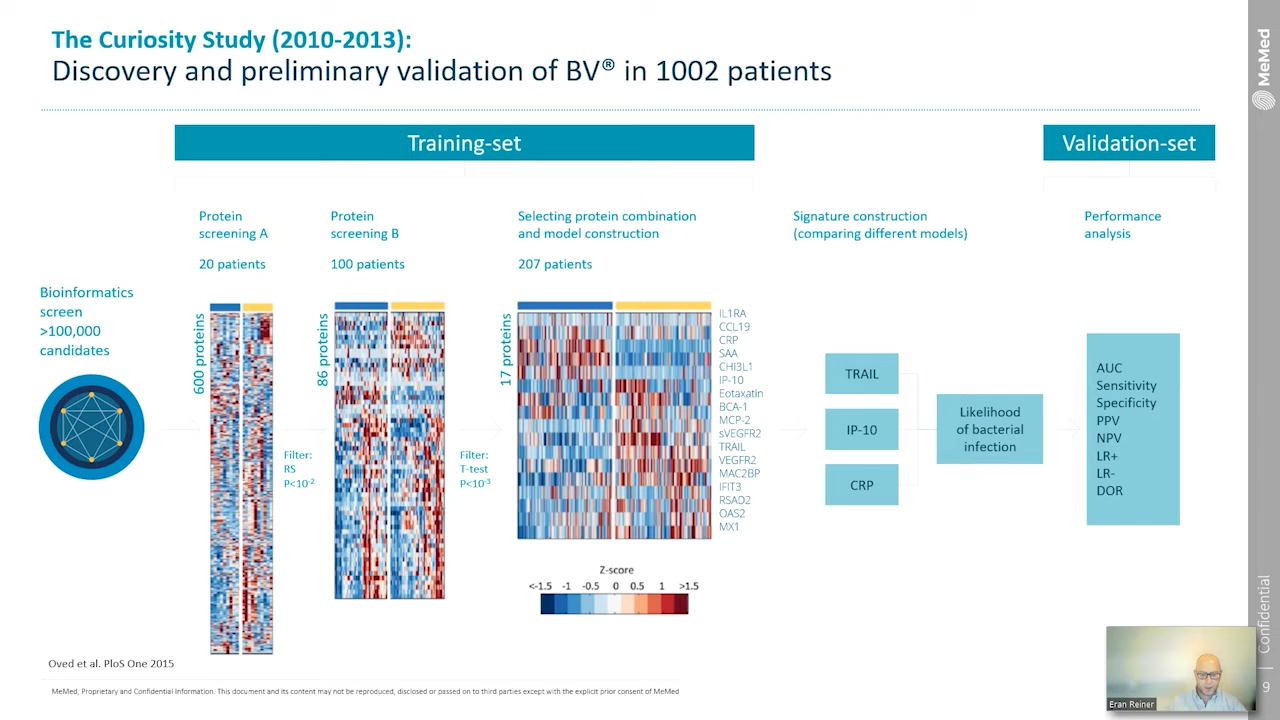 The Curiosity Study (2010-2013):
Discovery and preliminary validation of BV® in 1002 patients
MeMed
Training-set
Validation-set
Protein
screening A
20 patients
Protein
screening B
100 patients
Selecting protein combination
and model construction
207 patients
Signature construction
(comparing different models)
Performance
analysis
Bioinformatics
screen
>100,000
candidates
600 proteins
Filter:
RS
P<10-2
86 proteins
Filter:
T-test
P<10-3
17 proteins
IL1RA
CCL19
CRP
SAA
CHI3L1
IP-10
Eotaxatin
BCA-1
MCP-2
sVEGFR2
TRAIL
VEGFR2
MAC2BP
IFIT3
RSAD2
OAS2
MX1
Z-score
<-1.5 -1 -0.5 0 0.5 1 >1.5
TRAIL
IP-10
CRP
Likelihood
of bacterial
infection
AUC
Sensitivity
Specificity
PPV
NPV
LR+
LR-
DOR
Oved et al. PloS One 2015
MeMed, Proprietary and Confidential Information. This document and its content may not be reproduced, disclosed or passed on to third parties except with the explicit prior consent of MeMed
Eran Reiner
9 | Confidential